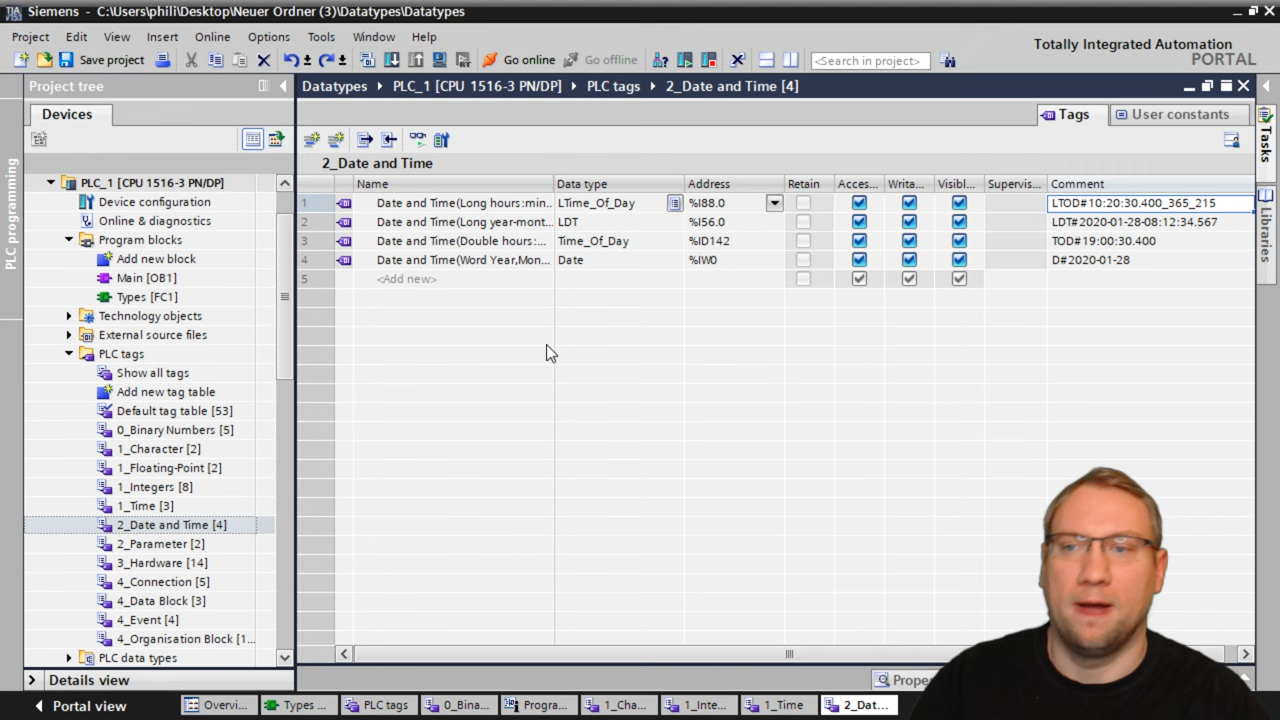 Siemens - C:\Users\phili\Desktop\Neuer Ordner (3)\Datatypes\Datatypes
Project Edit View Insert Online Options Tools Window Help
Totally Integrated Automation
PORTAL
Save project
Go online
Go offline
<Search in project>
Project tree
Datatypes PLC_1 [CPU 1516-3 PN/DP] PLC tags 2_Date and Time [4]
Devices
Tags
User constants
Tasks
Libraries
PLC programming
2_Date and Time
Name Data type Address Retain Acces... Writa... Visibl... Supervis... Comment
1 Date and Time(Long hours:min... LTime_Of_Day %I88.0 LTOD#10:20:30.400_365_215
2 Date and Time(Long year-mont... LDT %I56.0 LDT#2020-01-28-08:12:34.567
3 Date and Time(Double hours:... Time_Of_Day %ID142 TOD#19:00:30.400
4 Date and Time(Word Year,Mon... Date %IW0 D#2020-01-28
5 <Add new>
PLC_1 [CPU 1516-3 PN/DP]
Device configuration
Online & diagnostics
Program blocks
Add new block
Main [OB1]
Types [FC1]
Technology objects
External source files
PLC tags
Show all tags
Add new tag table
Default tag table [53]
0_Binary Numbers [5]
1_Character [2]
1_Floating-Point [2]
1_Integers [8]
1_Time [3]
2_Date and Time [4]
2_Parameter [2]
3_Hardware [14]
4_Connection [5]
4_Data Block [3]
4_Event [4]
4_Organisation Block [1...
PLC data types
Details view
Portal view
Overvi...
Types ...
PLC tags
0_Bina...
Progra...
1_Cha...
1_Inte...
1_Time
2_Dat...